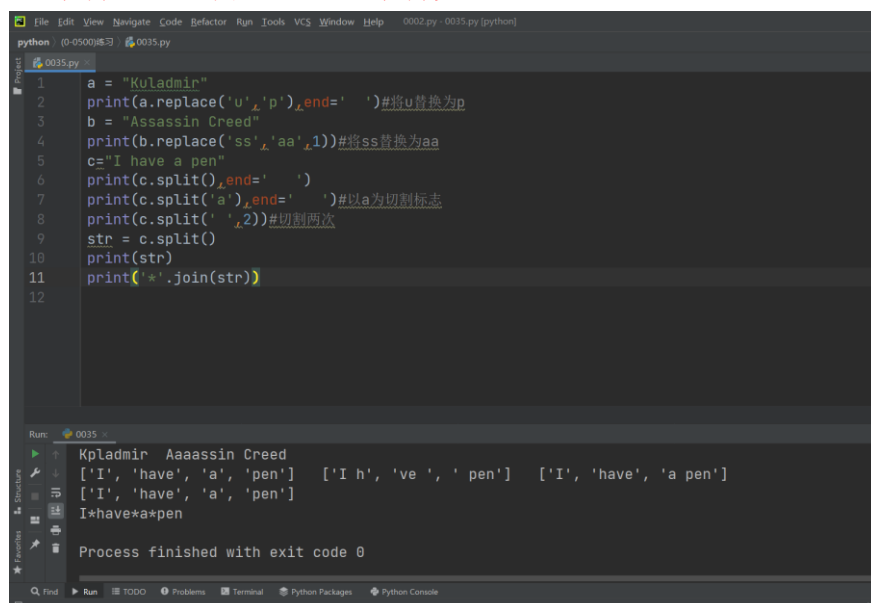 File Edit View Navigate Code Refactor Run Tools VCS Window Help 0002.py - 0035.py [python]
python (0-0500)练习 0035.py
Project
0035.py
1 a = "Kuladmir"
2 print(a.replace('u','p'),end='  ')#将u替换为p
3 b = "Assassin Creed"
4 print(b.replace('ss','aa',1))#将ss替换为aa
5 c="I have a pen"
6 print(c.split(),end='   ')
7 print(c.split('a'),end='   ')#以a为切割标志
8 print(c.split(' ',2))#切割两次
9 str = c.split()
10 print(str)
11 print('*'.join(str))
12
Run: 0035
Kpladmir  Aaaassin Creed
['I', 'have', 'a', 'pen']   ['I h', 've ', ' pen']   ['I', 'have', 'a pen']
['I', 'have', 'a', 'pen']
I*have*a*pen
Process finished with exit code 0
Structure
Favorites
Find Run TODO Problems Terminal Python Packages Python Console